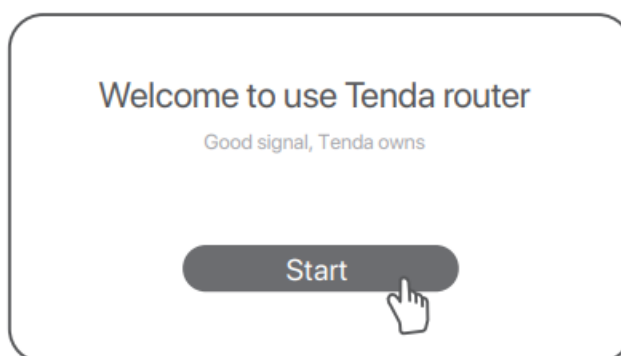 Welcome to use Tenda router
Good signal, Tenda owns
Start